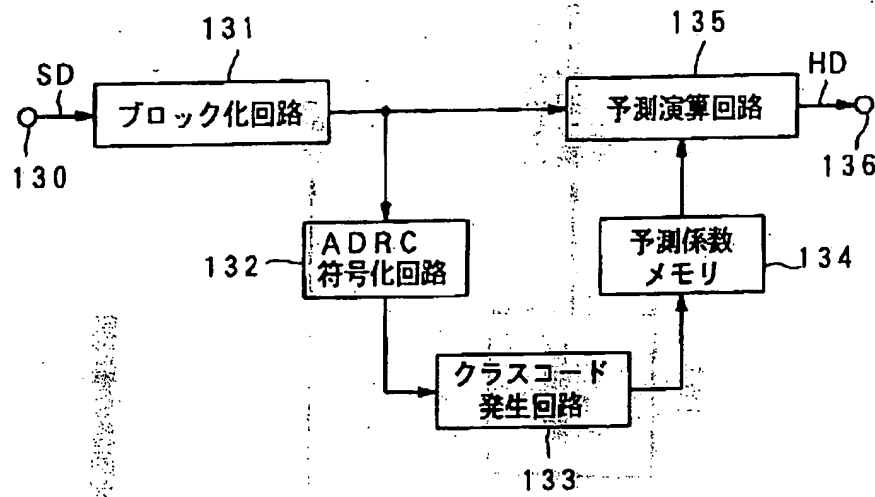 131
135
SD
ブロック化回路
予測演算回路
HD
130
136
132
ADRC
符号化回路
予測係数
メモリ
134
クラスコード
発生回路
133